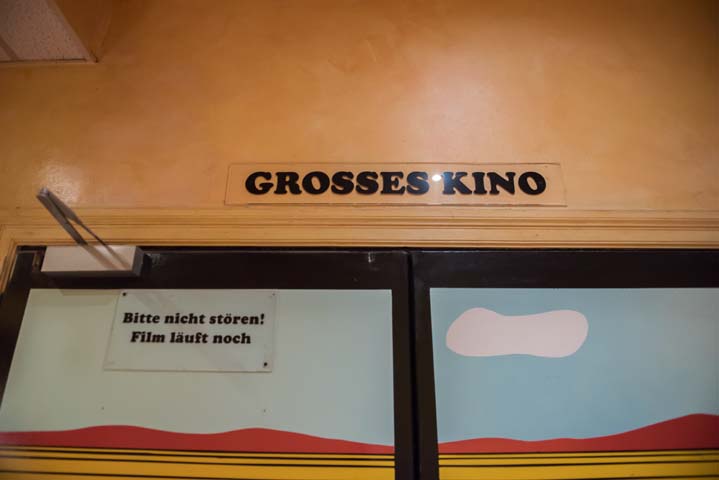 GROSSES KINO
Bitte nicht stören!
Film läuft noch